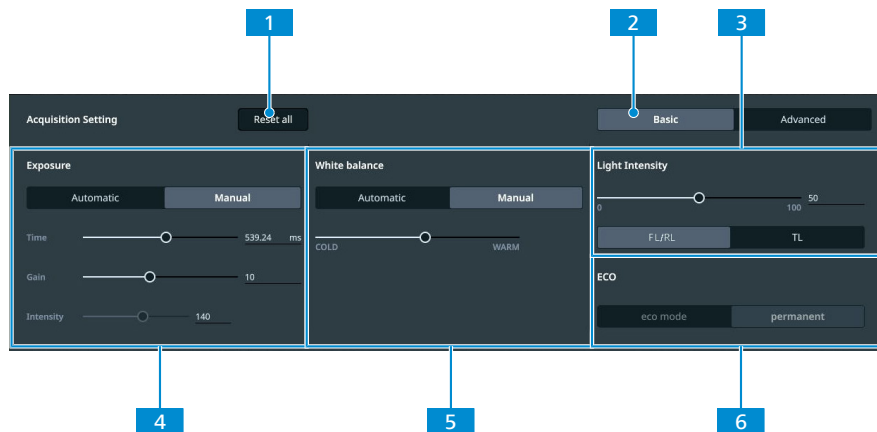 1
2
3
Acquisition Setting
Reset all
Basic
Advanced
Exposure
Automatic
Manual
Time
539.24 ms
Gain
10
Intensity
140
White balance
Automatic
Manual
COLD
WARM
Light Intensity
50
0
100
FL/RL
TL
ECO
eco mode
permanent
4
5
6